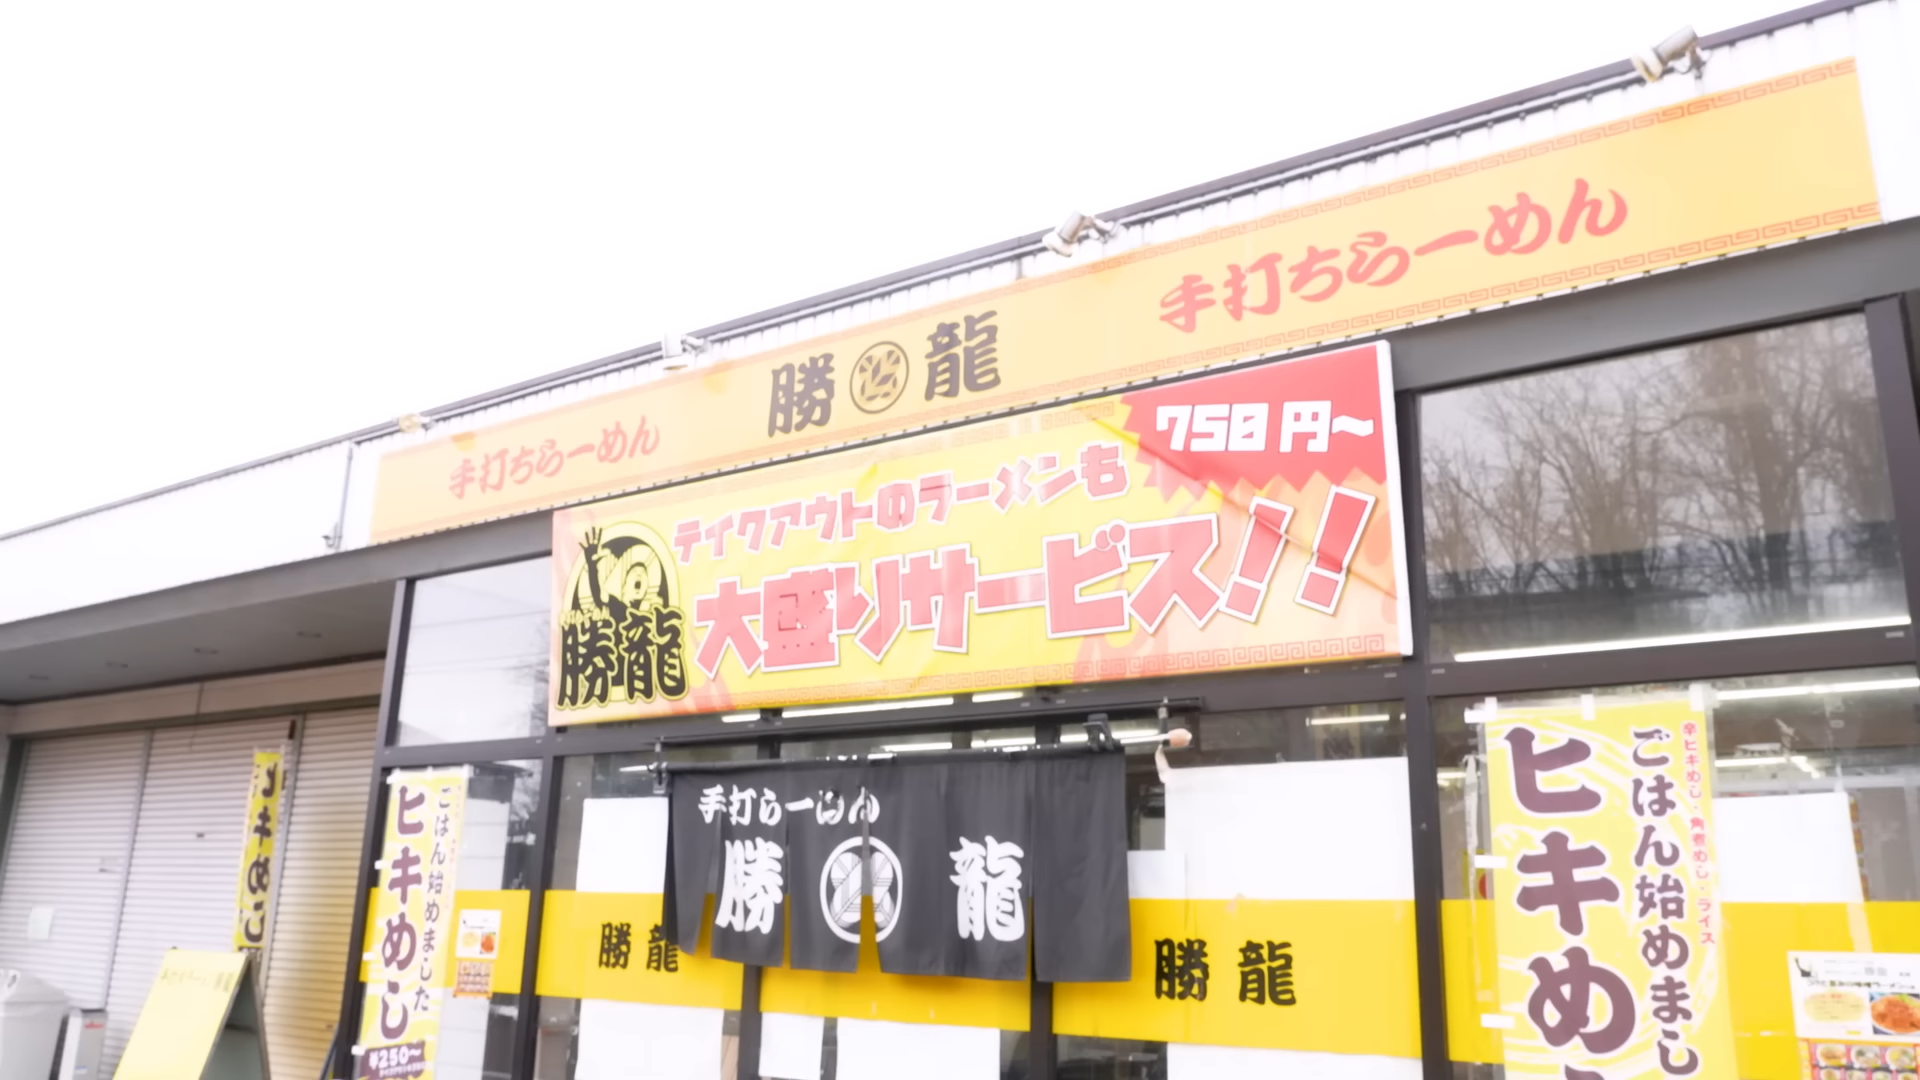 手打ちらーめん
勝 龍
手打ちらーめん
750円〜
テイクアウトのラーメンも
大盛りサービス!!
勝龍
手打らーめん
勝 龍
勝龍
勝龍
ヒキめし
ごはん始めました
ヒキめし
¥250〜
辛ヒキめし・角煮めし・ライス
ごはん始めまし
ヒキめ